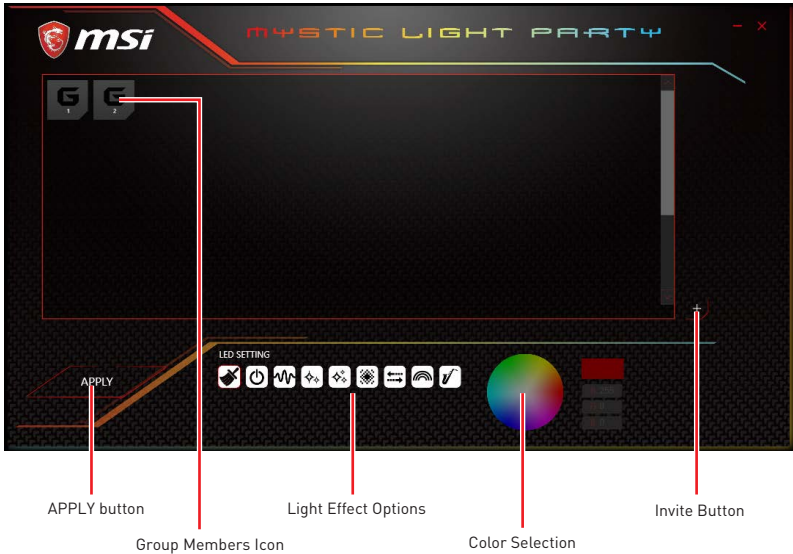 msi
MYSTIC LIGHT PARTY
G
1
G
2
LED SETTING
APPLY
APPLY button
Light Effect Options
Invite Button
Group Members Icon
Color Selection